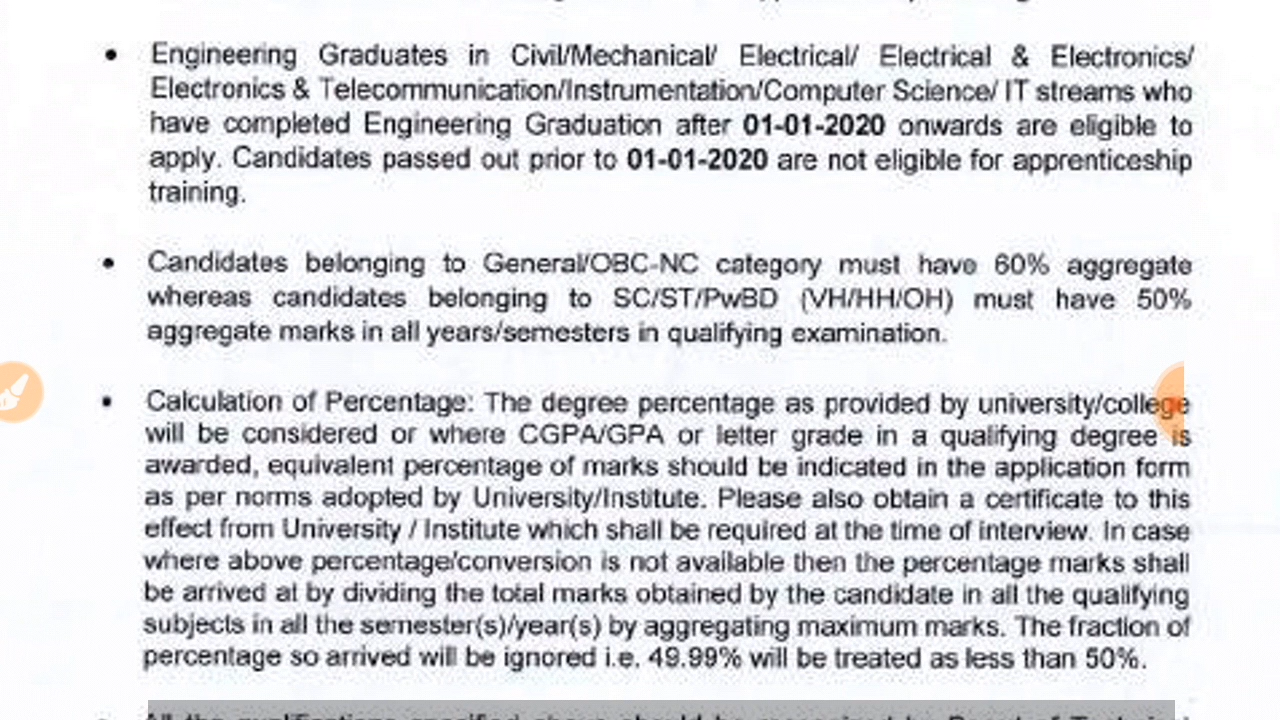 • Engineering Graduates in Civil/Mechanical/ Electrical/ Electrical & Electronics/
Electronics & Telecommunication/Instrumentation/Computer Science/ IT streams who
have completed Engineering Graduation after 01-01-2020 onwards are eligible to
apply. Candidates passed out prior to 01-01-2020 are not eligible for apprenticeship
training.
• Candidates belonging to General/OBC-NC category must have 60% aggregate
whereas candidates belonging to SC/ST/PwBD (VH/HH/OH) must have 50%
aggregate marks in all years/semesters in qualifying examination.
• Calculation of Percentage: The degree percentage as provided by university/college
will be considered or where CGPA/GPA or letter grade in a qualifying degree is
awarded, equivalent percentage of marks should be indicated in the application form
as per norms adopted by University/Institute. Please also obtain a certificate to this
effect from University / Institute which shall be required at the time of interview. In case
where above percentage/conversion is not available then the percentage marks shall
be arrived at by dividing the total marks obtained by the candidate in all the qualifying
subjects in all the semester(s)/year(s) by aggregating maximum marks. The fraction of
percentage so arrived will be ignored i.e. 49.99% will be treated as less than 50%.